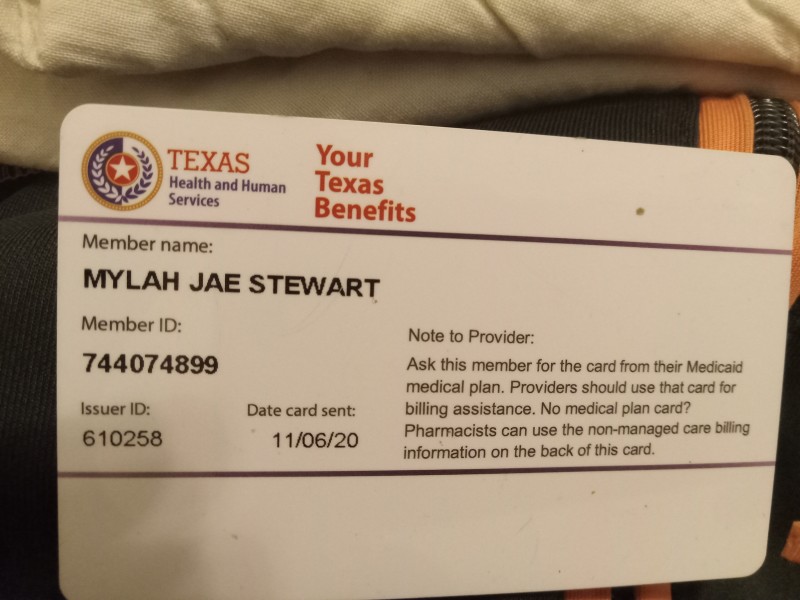 TEXAS
Health and Human
Services
Your
Texas
Benefits
Member name:
MYLAH JAE STEWART
Member ID:
744074899
Issuer ID:
610258
Date card sent:
11/06/20
Note to Provider:
Ask this member for the card from their Medicaid
medical plan. Providers should use that card for
billing assistance. No medical plan card?
Pharmacists can use the non-managed care billing
information on the back of this card.